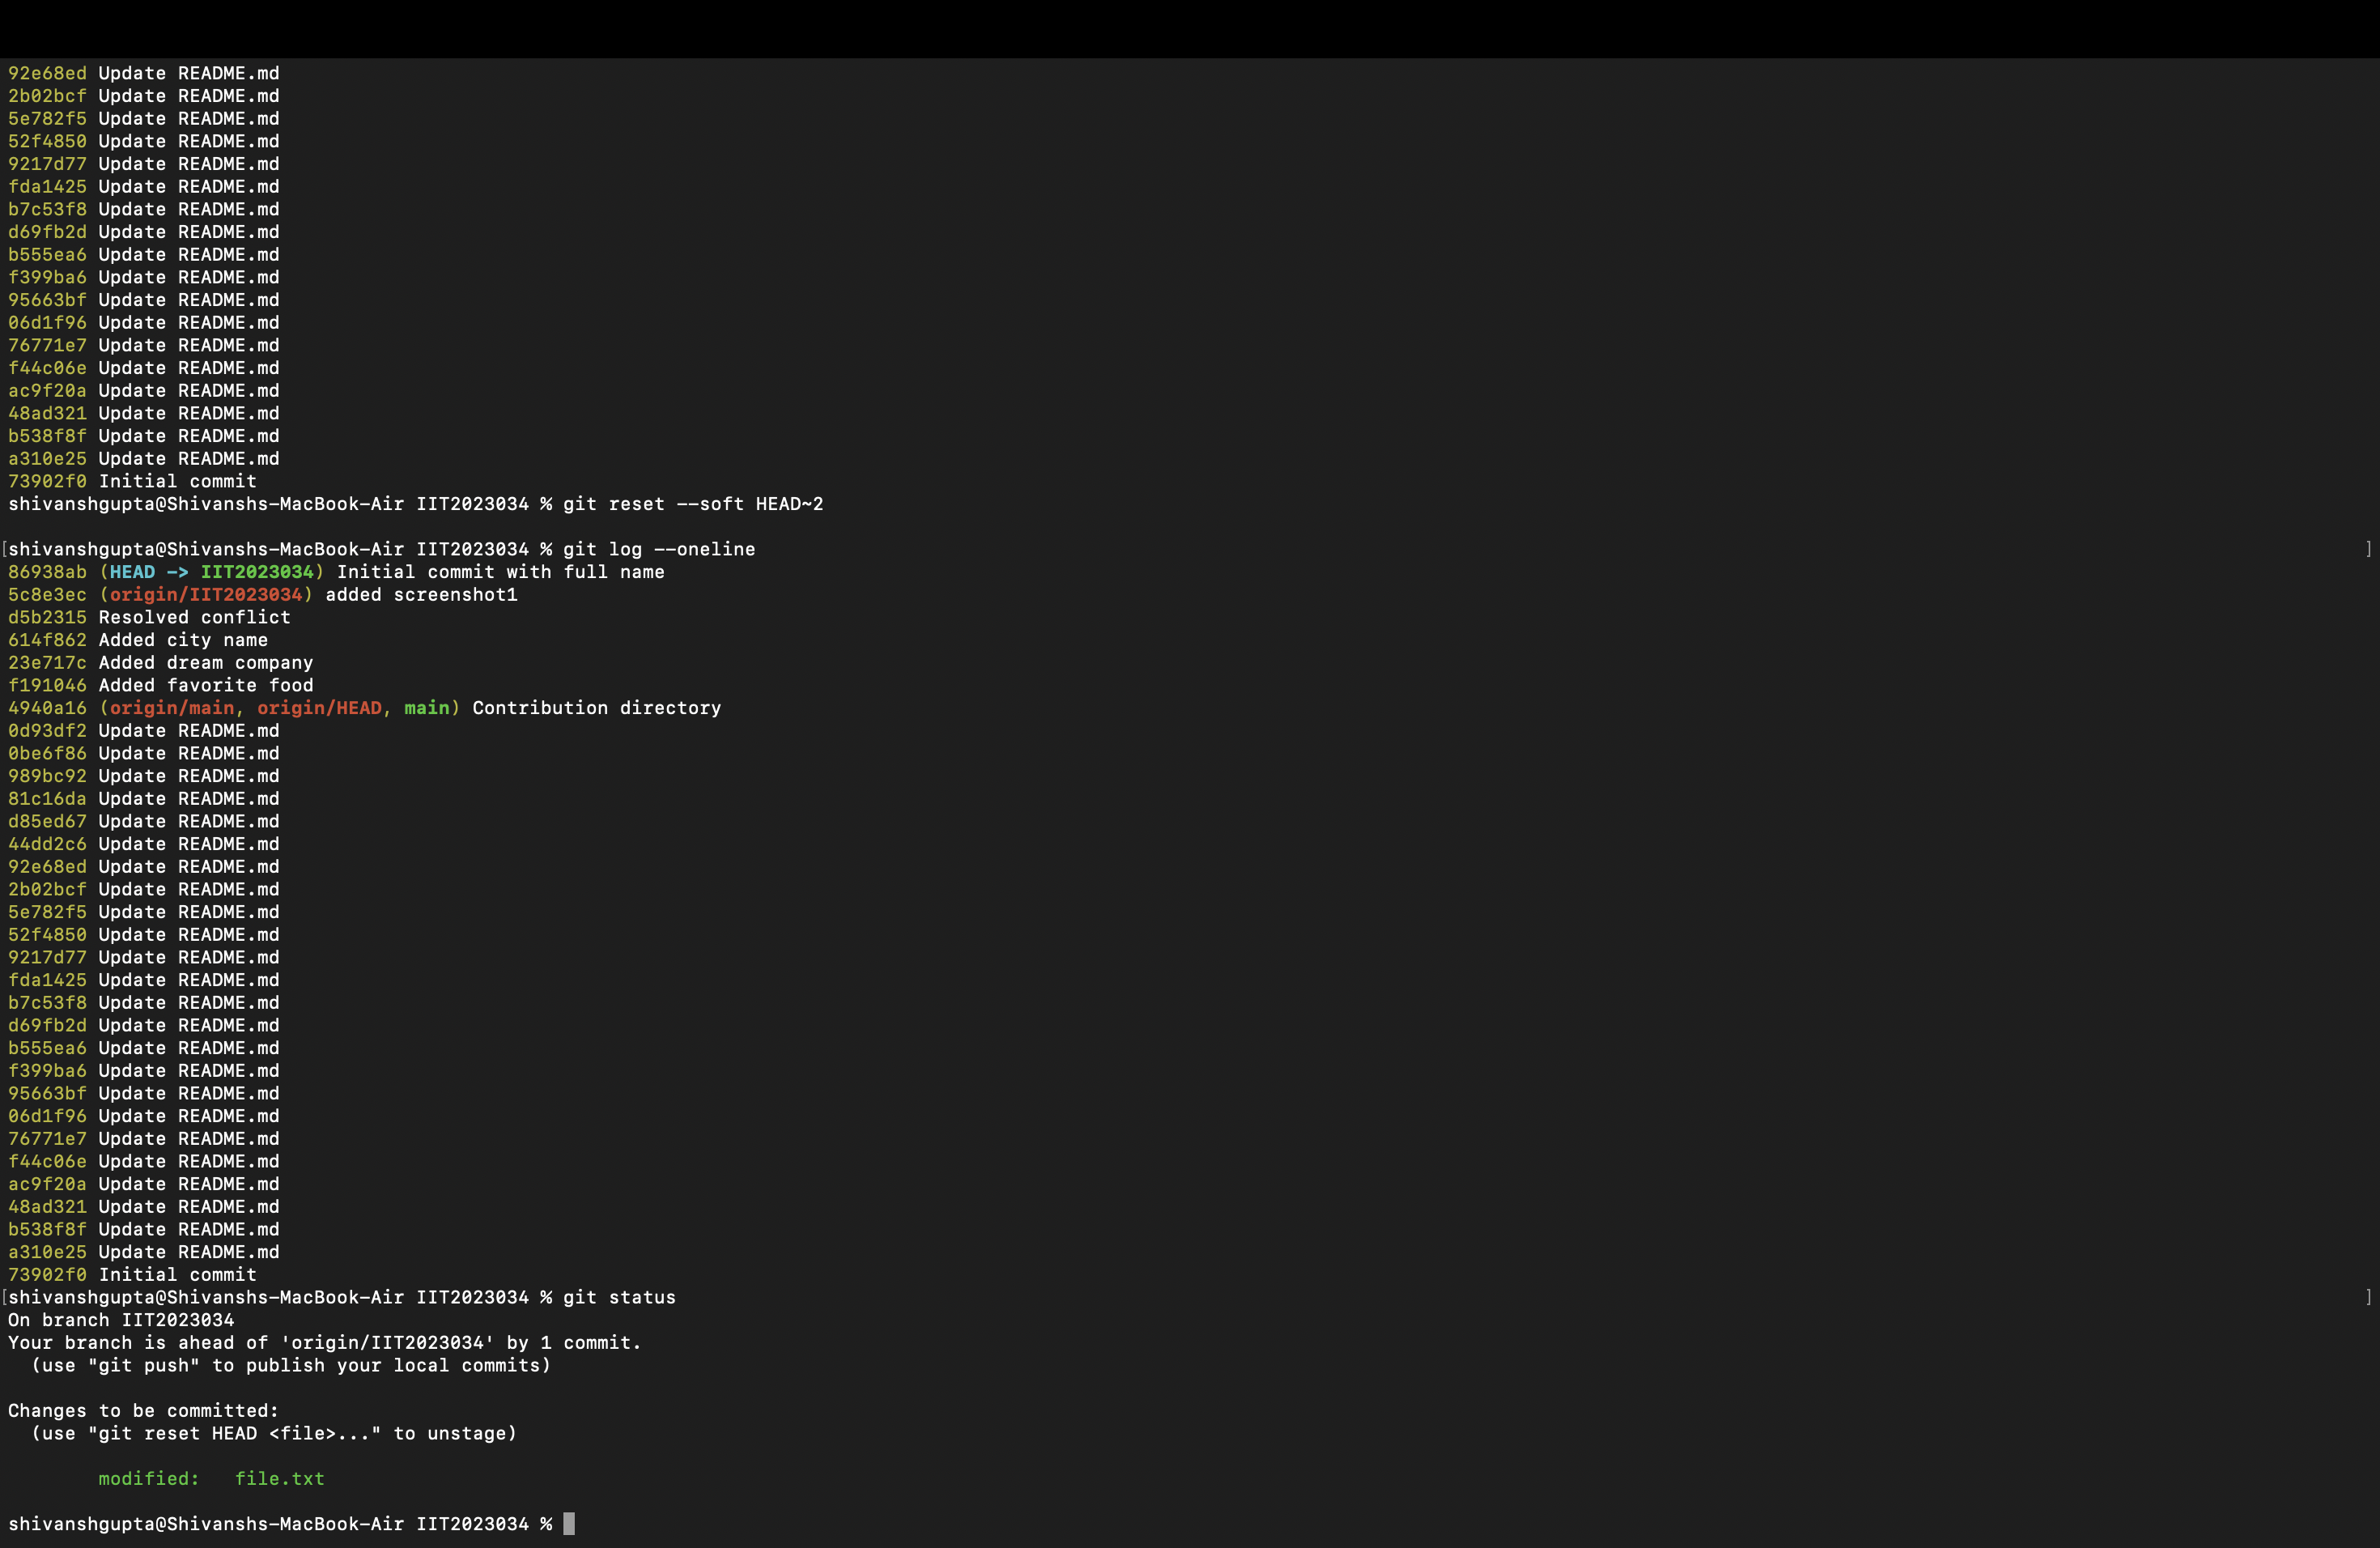 92e68ed Update README.md
2b02bcf Update README.md
5e782f5 Update README.md
52f4850 Update README.md
9217d77 Update README.md
fda1425 Update README.md
b7c53f8 Update README.md
d69fb2d Update README.md
b555ea6 Update README.md
f399ba6 Update README.md
95663bf Update README.md
06d1f96 Update README.md
76771e7 Update README.md
f44c06e Update README.md
ac9f20a Update README.md
48ad321 Update README.md
b538f8f Update README.md
a310e25 Update README.md
73902f0 Initial commit
shivanshgupta@Shivanshs-MacBook-Air IIT2023034 % git reset --soft HEAD~2
[shivanshgupta@Shivanshs-MacBook-Air IIT2023034 % git log --oneline ]
86938ab (HEAD -> IIT2023034) Initial commit with full name
5c8e3ec (origin/IIT2023034) added screenshot1
d5b2315 Resolved conflict
614f862 Added city name
23e717c Added dream company
f191046 Added favorite food
4940a16 (origin/main, origin/HEAD, main) Contribution directory
0d93df2 Update README.md
0be6f86 Update README.md
989bc92 Update README.md
81c16da Update README.md
d85ed67 Update README.md
44dd2c6 Update README.md
92e68ed Update README.md
2b02bcf Update README.md
5e782f5 Update README.md
52f4850 Update README.md
9217d77 Update README.md
fda1425 Update README.md
b7c53f8 Update README.md
d69fb2d Update README.md
b555ea6 Update README.md
f399ba6 Update README.md
95663bf Update README.md
06d1f96 Update README.md
76771e7 Update README.md
f44c06e Update README.md
ac9f20a Update README.md
48ad321 Update README.md
b538f8f Update README.md
a310e25 Update README.md
73902f0 Initial commit
[shivanshgupta@Shivanshs-MacBook-Air IIT2023034 % git status ]
On branch IIT2023034
Your branch is ahead of 'origin/IIT2023034' by 1 commit.
(use "git push" to publish your local commits)
Changes to be committed:
(use "git reset HEAD <file>..." to unstage)
modified: file.txt
shivanshgupta@Shivanshs-MacBook-Air IIT2023034 %